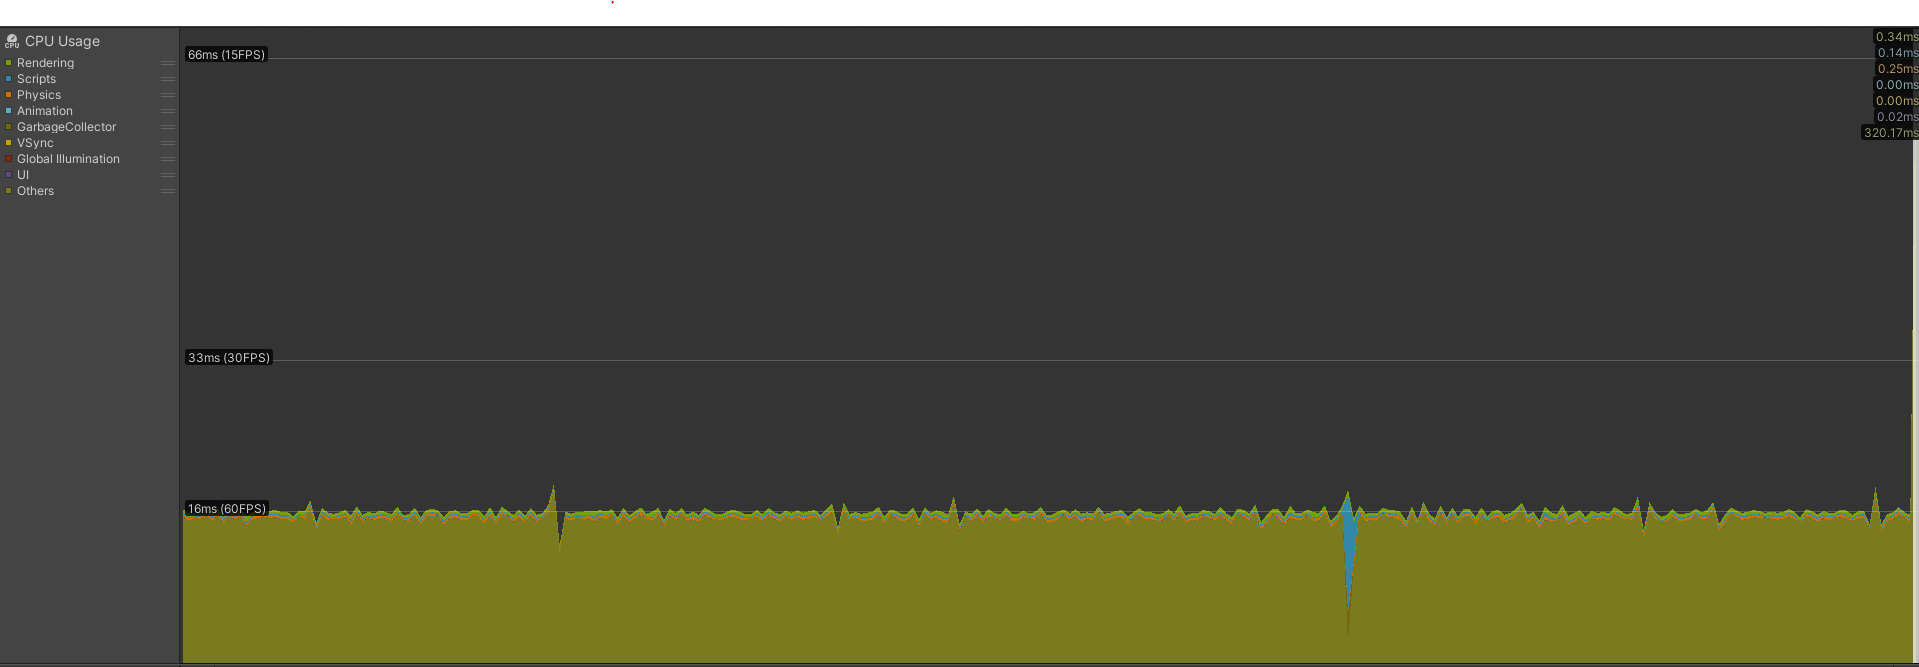 CPU Usage
CPU
Rendering
Scripts
Physics
Animation
GarbageCollector
VSync
Global Illumination
UI
Others
66ms (15FPS)
33ms (30FPS)
16ms (60FPS)
0.34ms
0.14ms
0.25ms
0.00ms
0.00ms
0.02ms
320.17ms